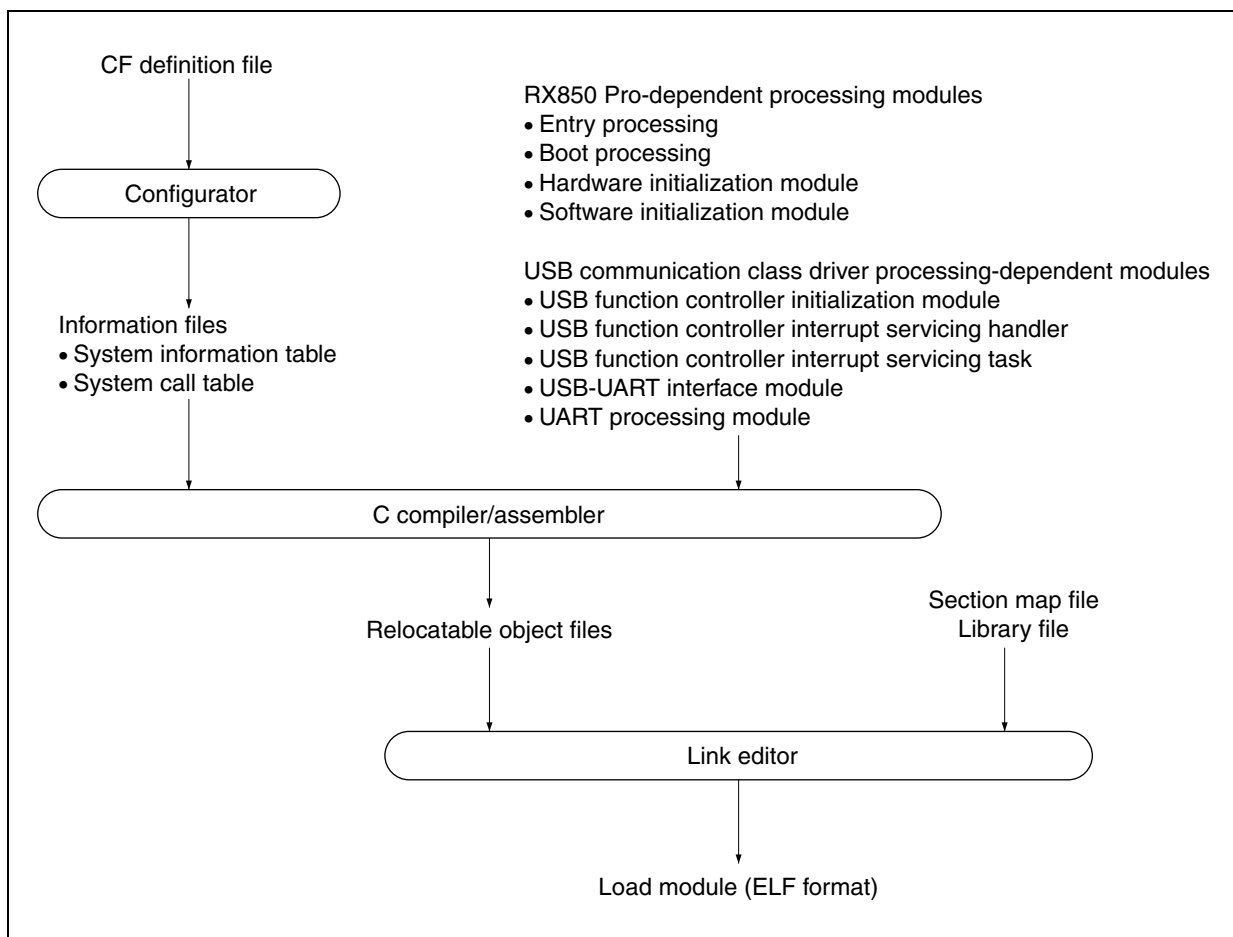 CF definition file
Configurator
Information files
• System information table
• System call table
RX850 Pro-dependent processing modules
• Entry processing
• Boot processing
• Hardware initialization module
• Software initialization module
USB communication class driver processing-dependent modules
• USB function controller initialization module
• USB function controller interrupt servicing handler
• USB function controller interrupt servicing task
• USB-UART interface module
• UART processing module
C compiler/assembler
Relocatable object files
Section map file
Library file
Link editor
Load module (ELF format)